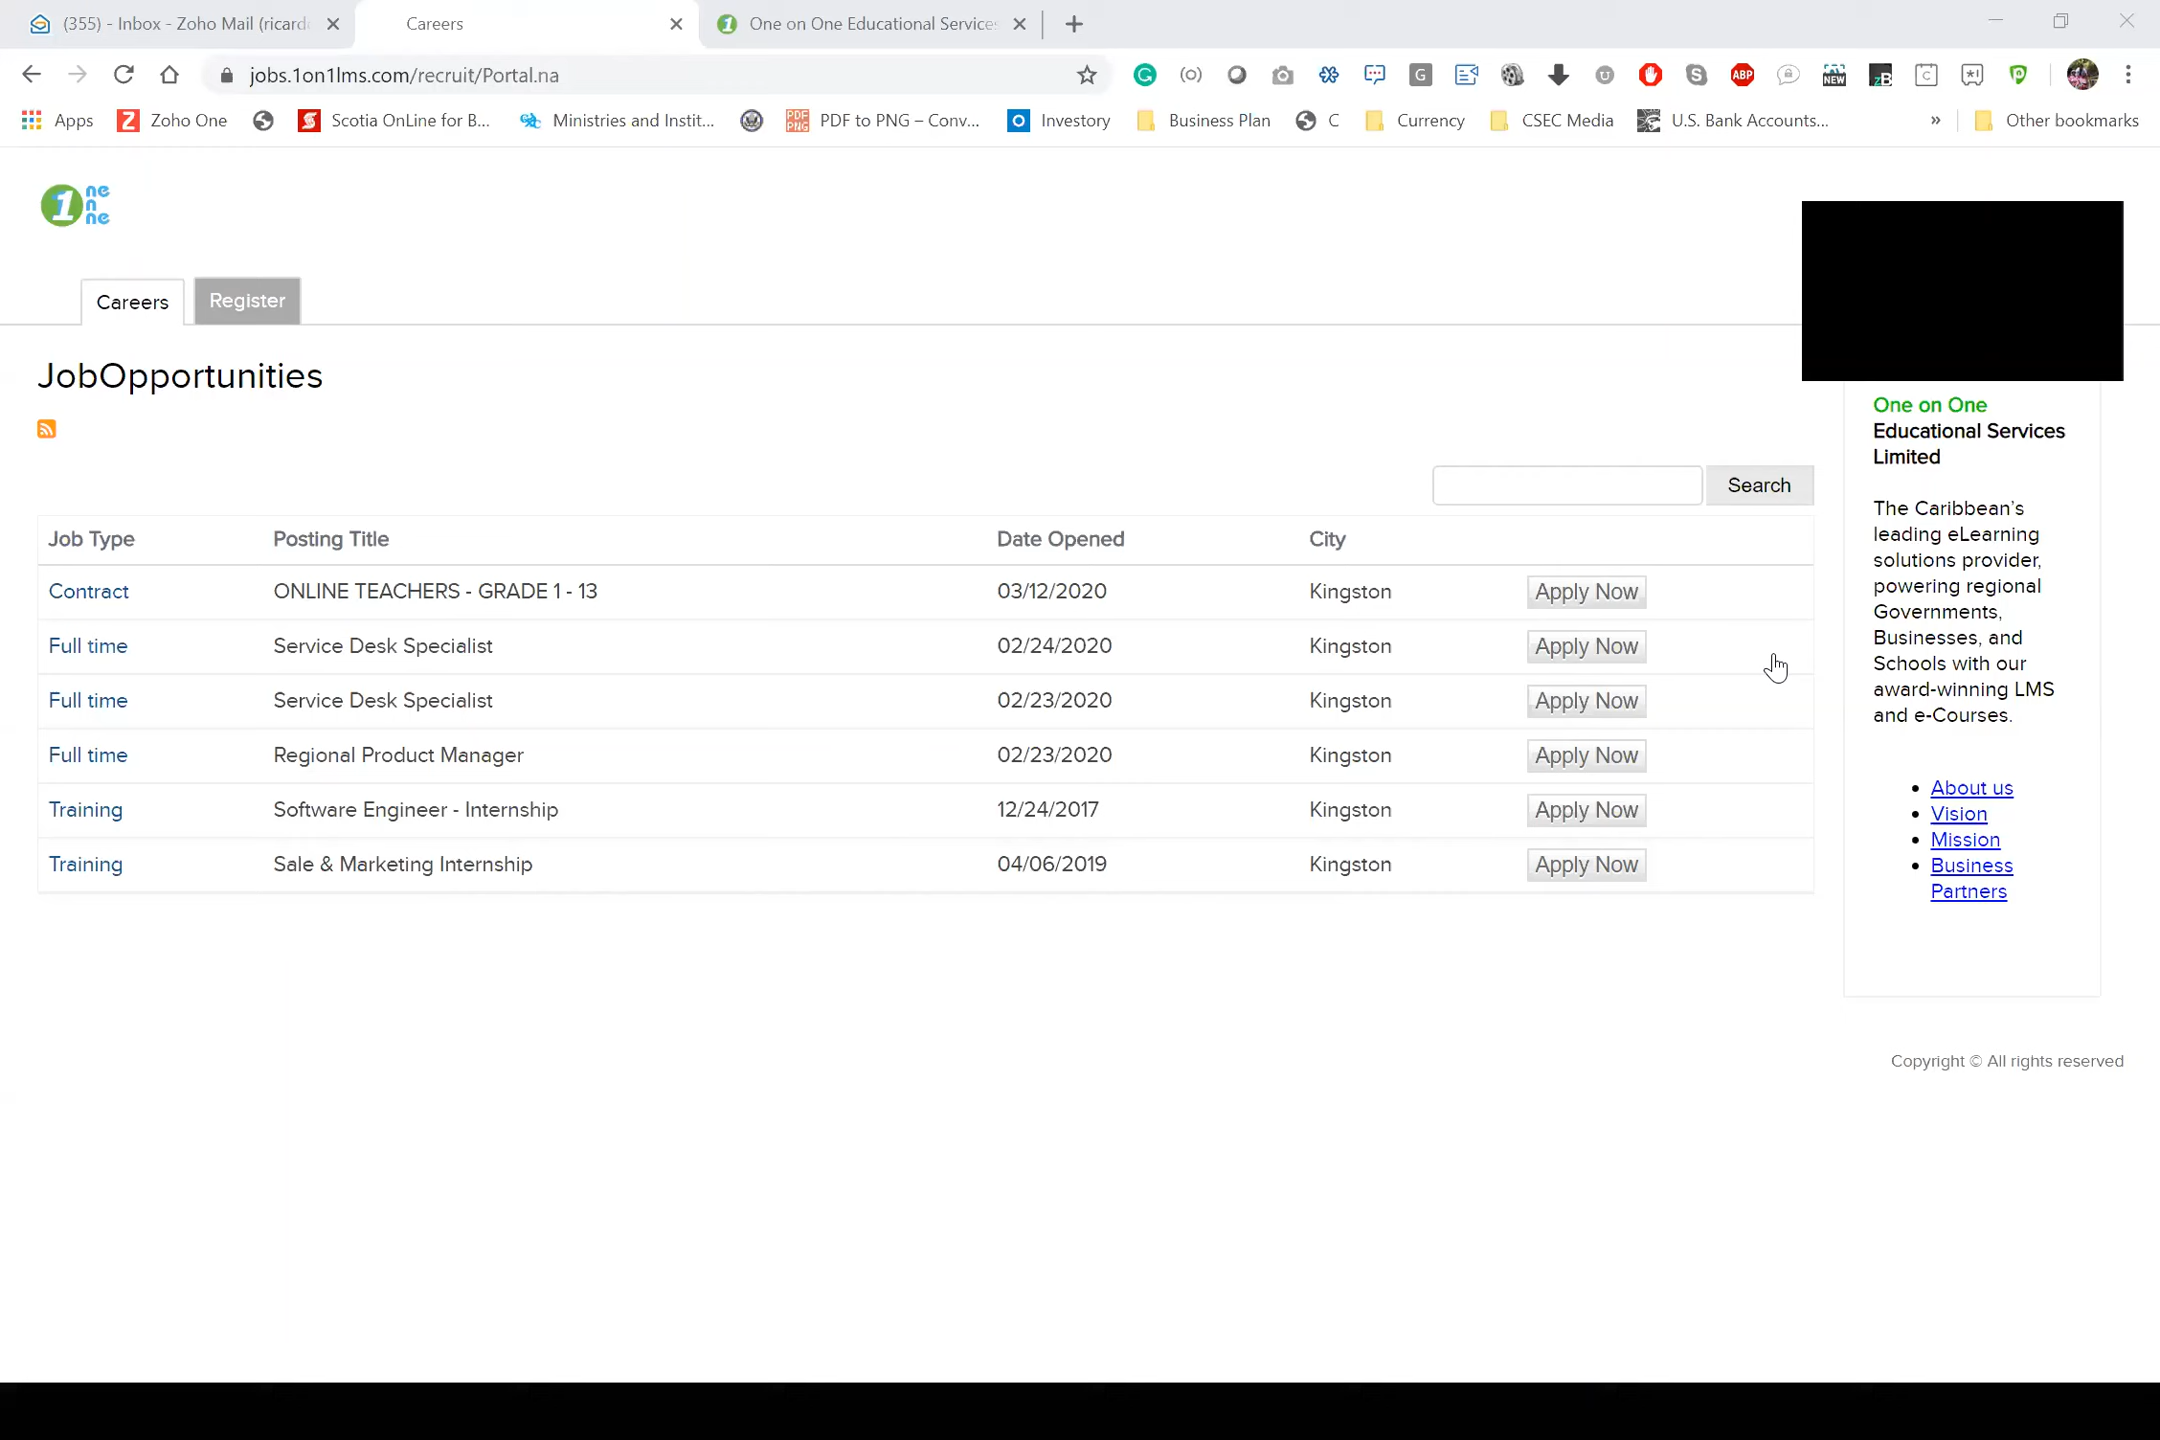 (355) - Inbox - Zoho Mail (ricard
Careers
One on One Educational Services
jobs.1on1lms.com/recruit/Portal.na
Apps
Zoho One
Scotia OnLine for B...
Ministries and Instit...
PDF to PNG – Conv...
Investory
Business Plan
C
Currency
CSEC Media
U.S. Bank Accounts...
»
Other bookmarks
1 ne
n
ne
Careers
Register
JobOpportunities
Search
Job Type Posting Title Date Opened City
Contract ONLINE TEACHERS - GRADE 1 - 13 03/12/2020 Kingston Apply Now
Full time Service Desk Specialist 02/24/2020 Kingston Apply Now
Full time Service Desk Specialist 02/23/2020 Kingston Apply Now
Full time Regional Product Manager 02/23/2020 Kingston Apply Now
Training Software Engineer - Internship 12/24/2017 Kingston Apply Now
Training Sale & Marketing Internship 04/06/2019 Kingston Apply Now
One on One
Educational Services
Limited
The Caribbean's
leading eLearning
solutions provider,
powering regional
Governments,
Businesses, and
Schools with our
award-winning LMS
and e-Courses.
About us
Vision
Mission
Business
Partners
Copyright © All rights reserved